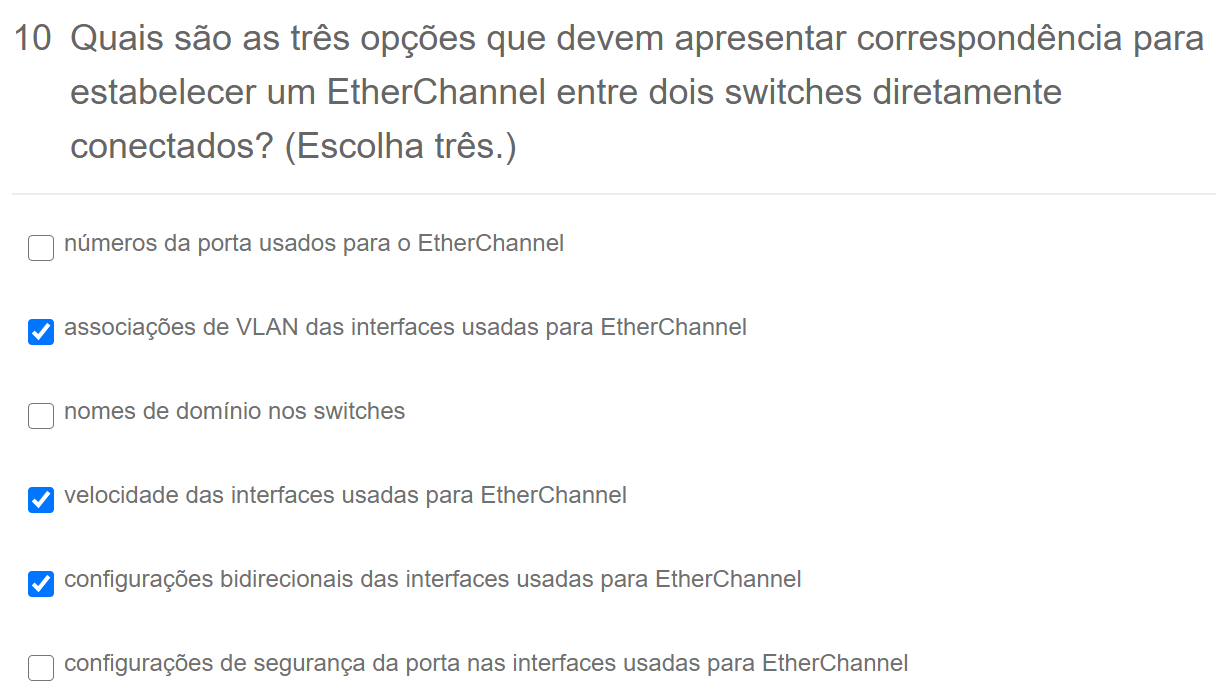 10 Quais são as três opções que devem apresentar correspondência para
estabelecer um EtherChannel entre dois switches diretamente
conectados? (Escolha três.)
números da porta usados para o EtherChannel
associações de VLAN das interfaces usadas para EtherChannel
nomes de domínio nos switches
velocidade das interfaces usadas para EtherChannel
configurações bidirecionais das interfaces usadas para EtherChannel
configurações de segurança da porta nas interfaces usadas para EtherChannel